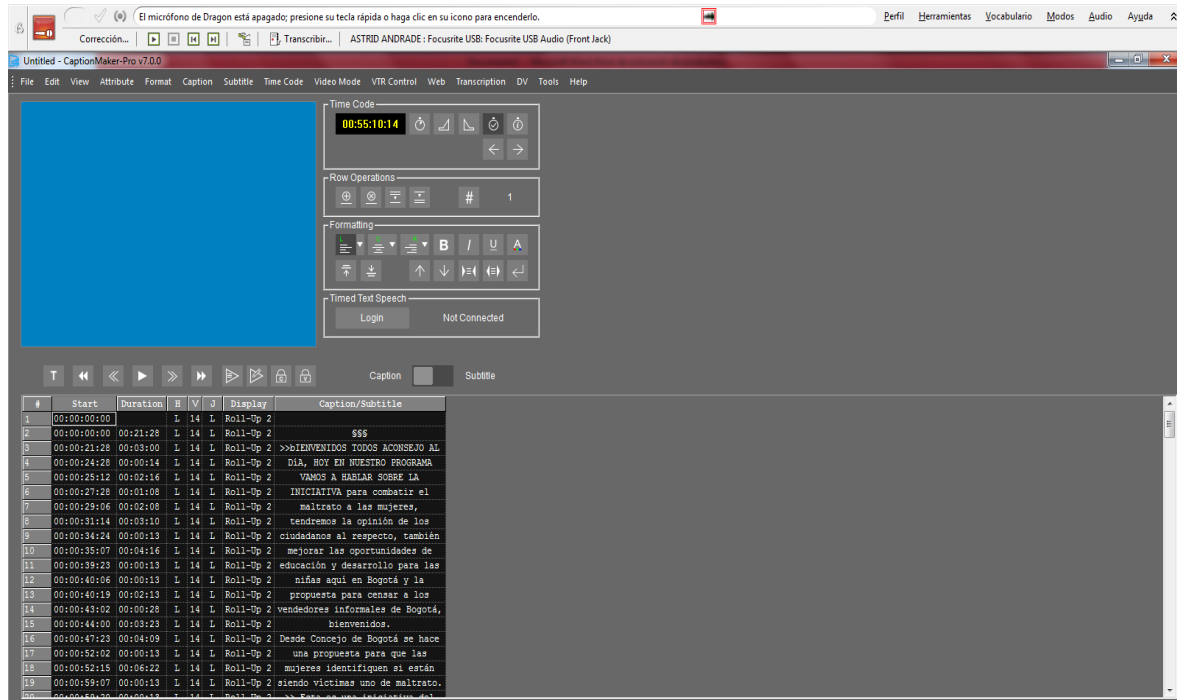 El micrófono de Dragon está apagado; presione su tecla rápida o haga clic en su icono para encenderlo.
Perfil Herramientas Vocabulario Modos Audio Ayuda
Corrección... Transcribir... ASTRID ANDRADE : Focusrite USB: Focusrite USB Audio (Front Jack)
Untitled - CaptionMaker-Pro v7.0.0
File Edit View Attribute Format Caption Subtitle Time Code Video Mode VTR Control Web Transcription DV Tools Help
Time Code
00:55:10:14
Row Operations
# 1
Formatting
B I U A
Timed Text Speech
Login Not Connected
T Caption Subtitle
# Start Duration H V J Display Caption/Subtitle
1 00:00:00:00 L 14 L Roll-Up 2
2 00:00:00:00 00:21:28 L 14 L Roll-Up 2 §§§
3 00:00:21:28 00:03:00 L 14 L Roll-Up 2 >>bIENVENIDOS TODOS ACONSEJO AL
4 00:00:24:28 00:00:14 L 14 L Roll-Up 2 DíA, HOY EN NUESTRO PROGRAMA
5 00:00:25:12 00:02:16 L 14 L Roll-Up 2 VAMOS A HABLAR SOBRE LA
6 00:00:27:28 00:01:08 L 14 L Roll-Up 2 INICIATIVA para combatir el
7 00:00:29:06 00:02:08 L 14 L Roll-Up 2 maltrato a las mujeres,
8 00:00:31:14 00:03:10 L 14 L Roll-Up 2 tendremos la opinión de los
9 00:00:34:24 00:00:13 L 14 L Roll-Up 2 ciudadanos al respecto, también
10 00:00:35:07 00:04:16 L 14 L Roll-Up 2 mejorar las oportunidades de
11 00:00:39:23 00:00:13 L 14 L Roll-Up 2 educación y desarrollo para las
12 00:00:40:06 00:00:13 L 14 L Roll-Up 2 niñas aquí en Bogotá y la
13 00:00:40:19 00:02:13 L 14 L Roll-Up 2 propuesta para censar a los
14 00:00:43:02 00:00:28 L 14 L Roll-Up 2 vendedores informales de Bogotá,
15 00:00:44:00 00:03:23 L 14 L Roll-Up 2 bienvenidos.
16 00:00:47:23 00:04:09 L 14 L Roll-Up 2 Desde Concejo de Bogotá se hace
17 00:00:52:02 00:00:13 L 14 L Roll-Up 2 una propuesta para que las
18 00:00:52:15 00:06:22 L 14 L Roll-Up 2 mujeres identifiquen si están
19 00:00:59:07 00:00:13 L 14 L Roll-Up 2 siendo víctimas uno de maltrato.